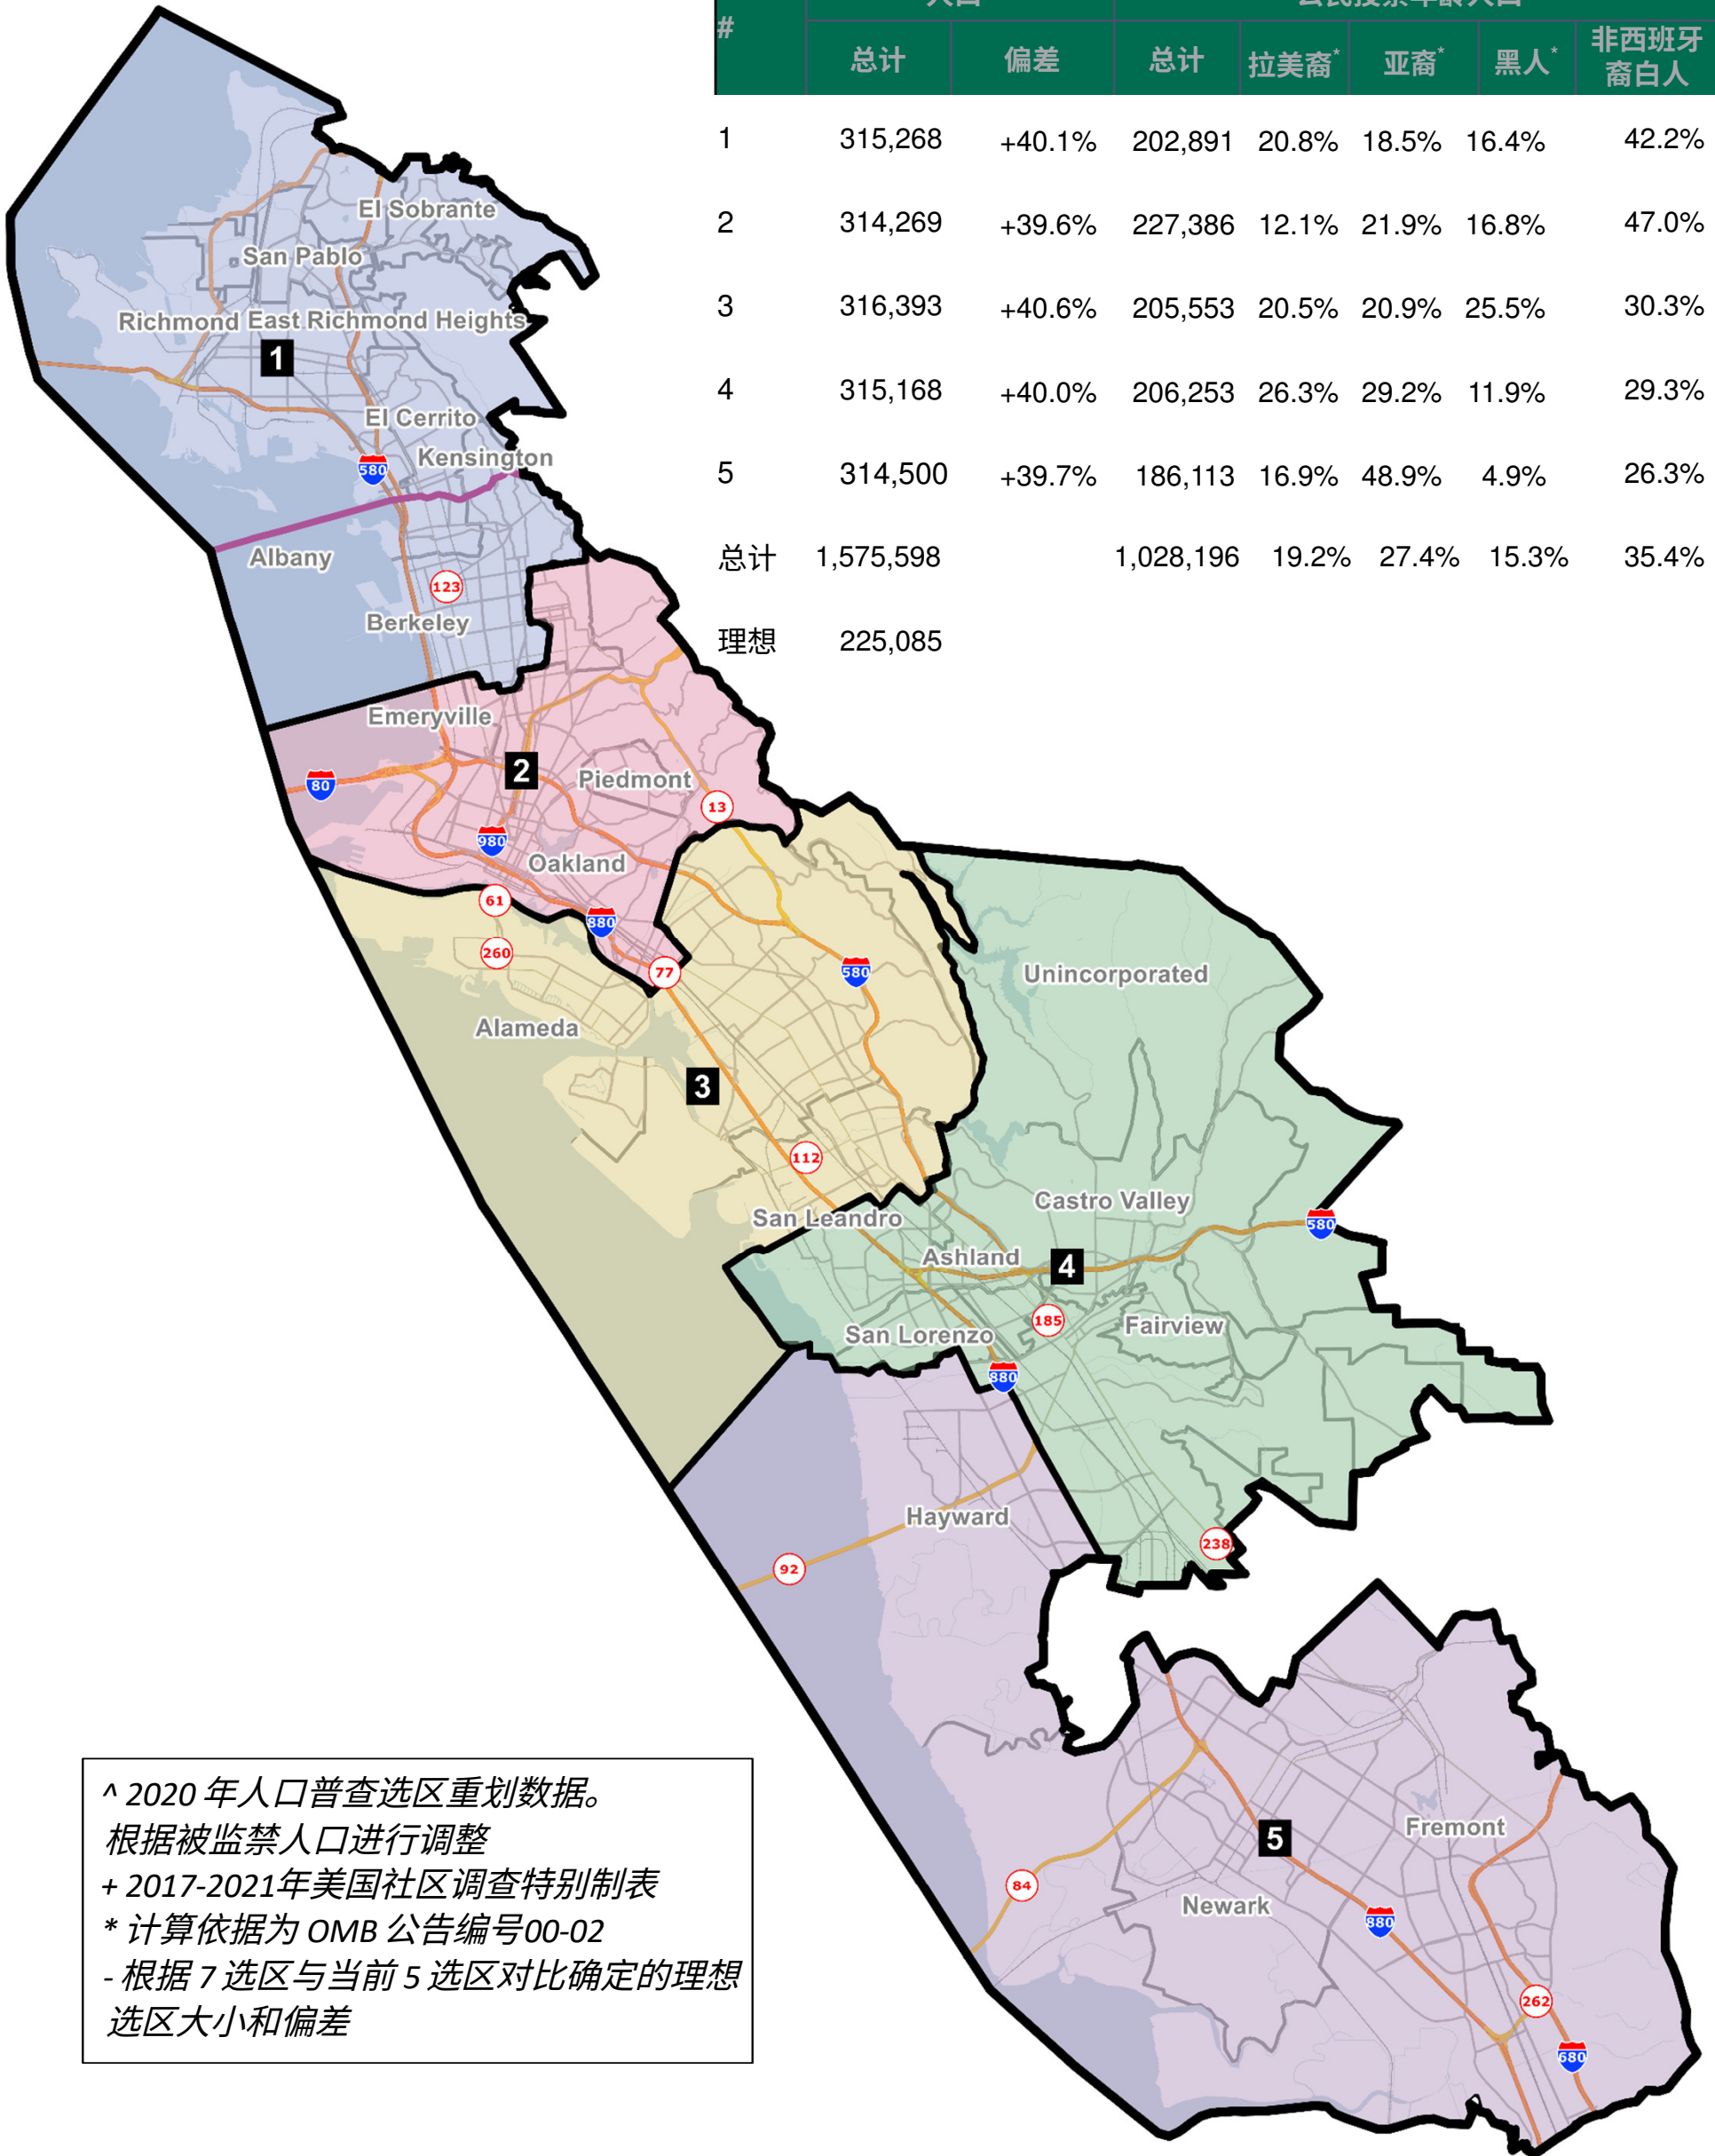 人口 公民投票年龄人口
# 总计 偏差 总计 拉美裔* 亚裔* 黑人* 非西班牙
裔白人
1 315,268 +40.1% 202,891 20.8% 18.5% 16.4% 42.2%
2 314,269 +39.6% 227,386 12.1% 21.9% 16.8% 47.0%
3 316,393 +40.6% 205,553 20.5% 20.9% 25.5% 30.3%
4 315,168 +40.0% 206,253 26.3% 29.2% 11.9% 29.3%
5 314,500 +39.7% 186,113 16.9% 48.9% 4.9% 26.3%
总计 1,575,598 1,028,196 19.2% 27.4% 15.3% 35.4%
理想 225,085
El Sobrante
San Pablo
Richmond East Richmond Heights
1
El Cerrito
Kensington
580
Albany
123
Berkeley
Emeryville
2
Piedmont
80
13
980
Oakland
61
880
260
77
580
Unincorporated
Alameda
3
112
Castro Valley
San Leandro
580
Ashland
4
185
Fairview
San Lorenzo
880
Hayward
238
92
Fremont
5
84
Newark
880
262
680
^ 2020 年人口普查选区重划数据。
根据被监禁人口进行调整
+ 2017-2021年美国社区调查特别制表
* 计算依据为 OMB 公告编号00-02
- 根据 7 选区与当前 5 选区对比确定的理想
选区大小和偏差